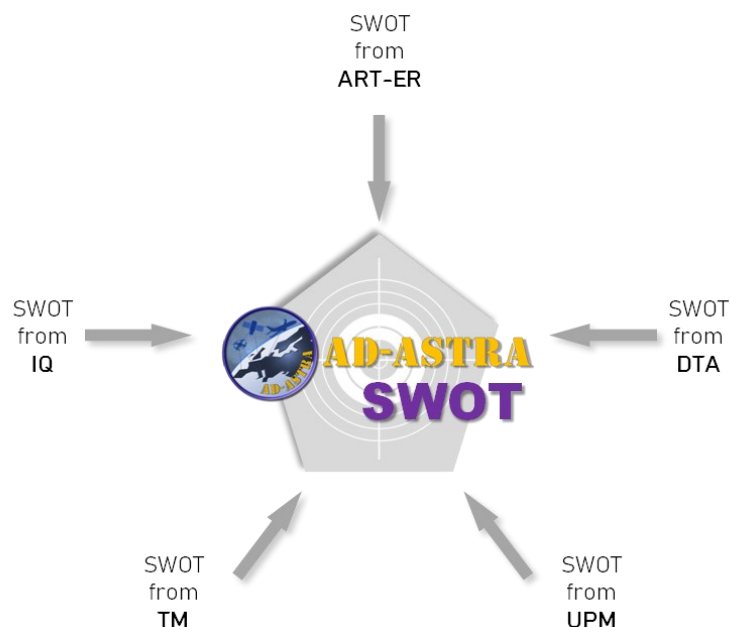 SWOT
from
ART-ER
SWOT
from
IQ
AD-ASTRA
AD-ASTRA
SWOT
SWOT
from
DTA
SWOT
from
TM
SWOT
from
UPM